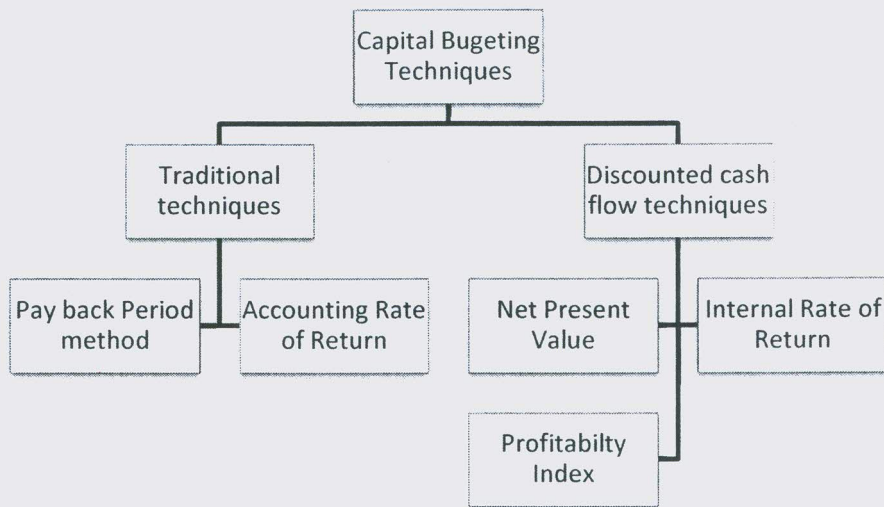 Capital Bugeting
Techniques
Traditional
techniques
Discounted cash
flow techniques
Pay back Period
method
Accounting Rate
of Return
Net Present
Value
Internal Rate of
Return
Profitabilty
Index